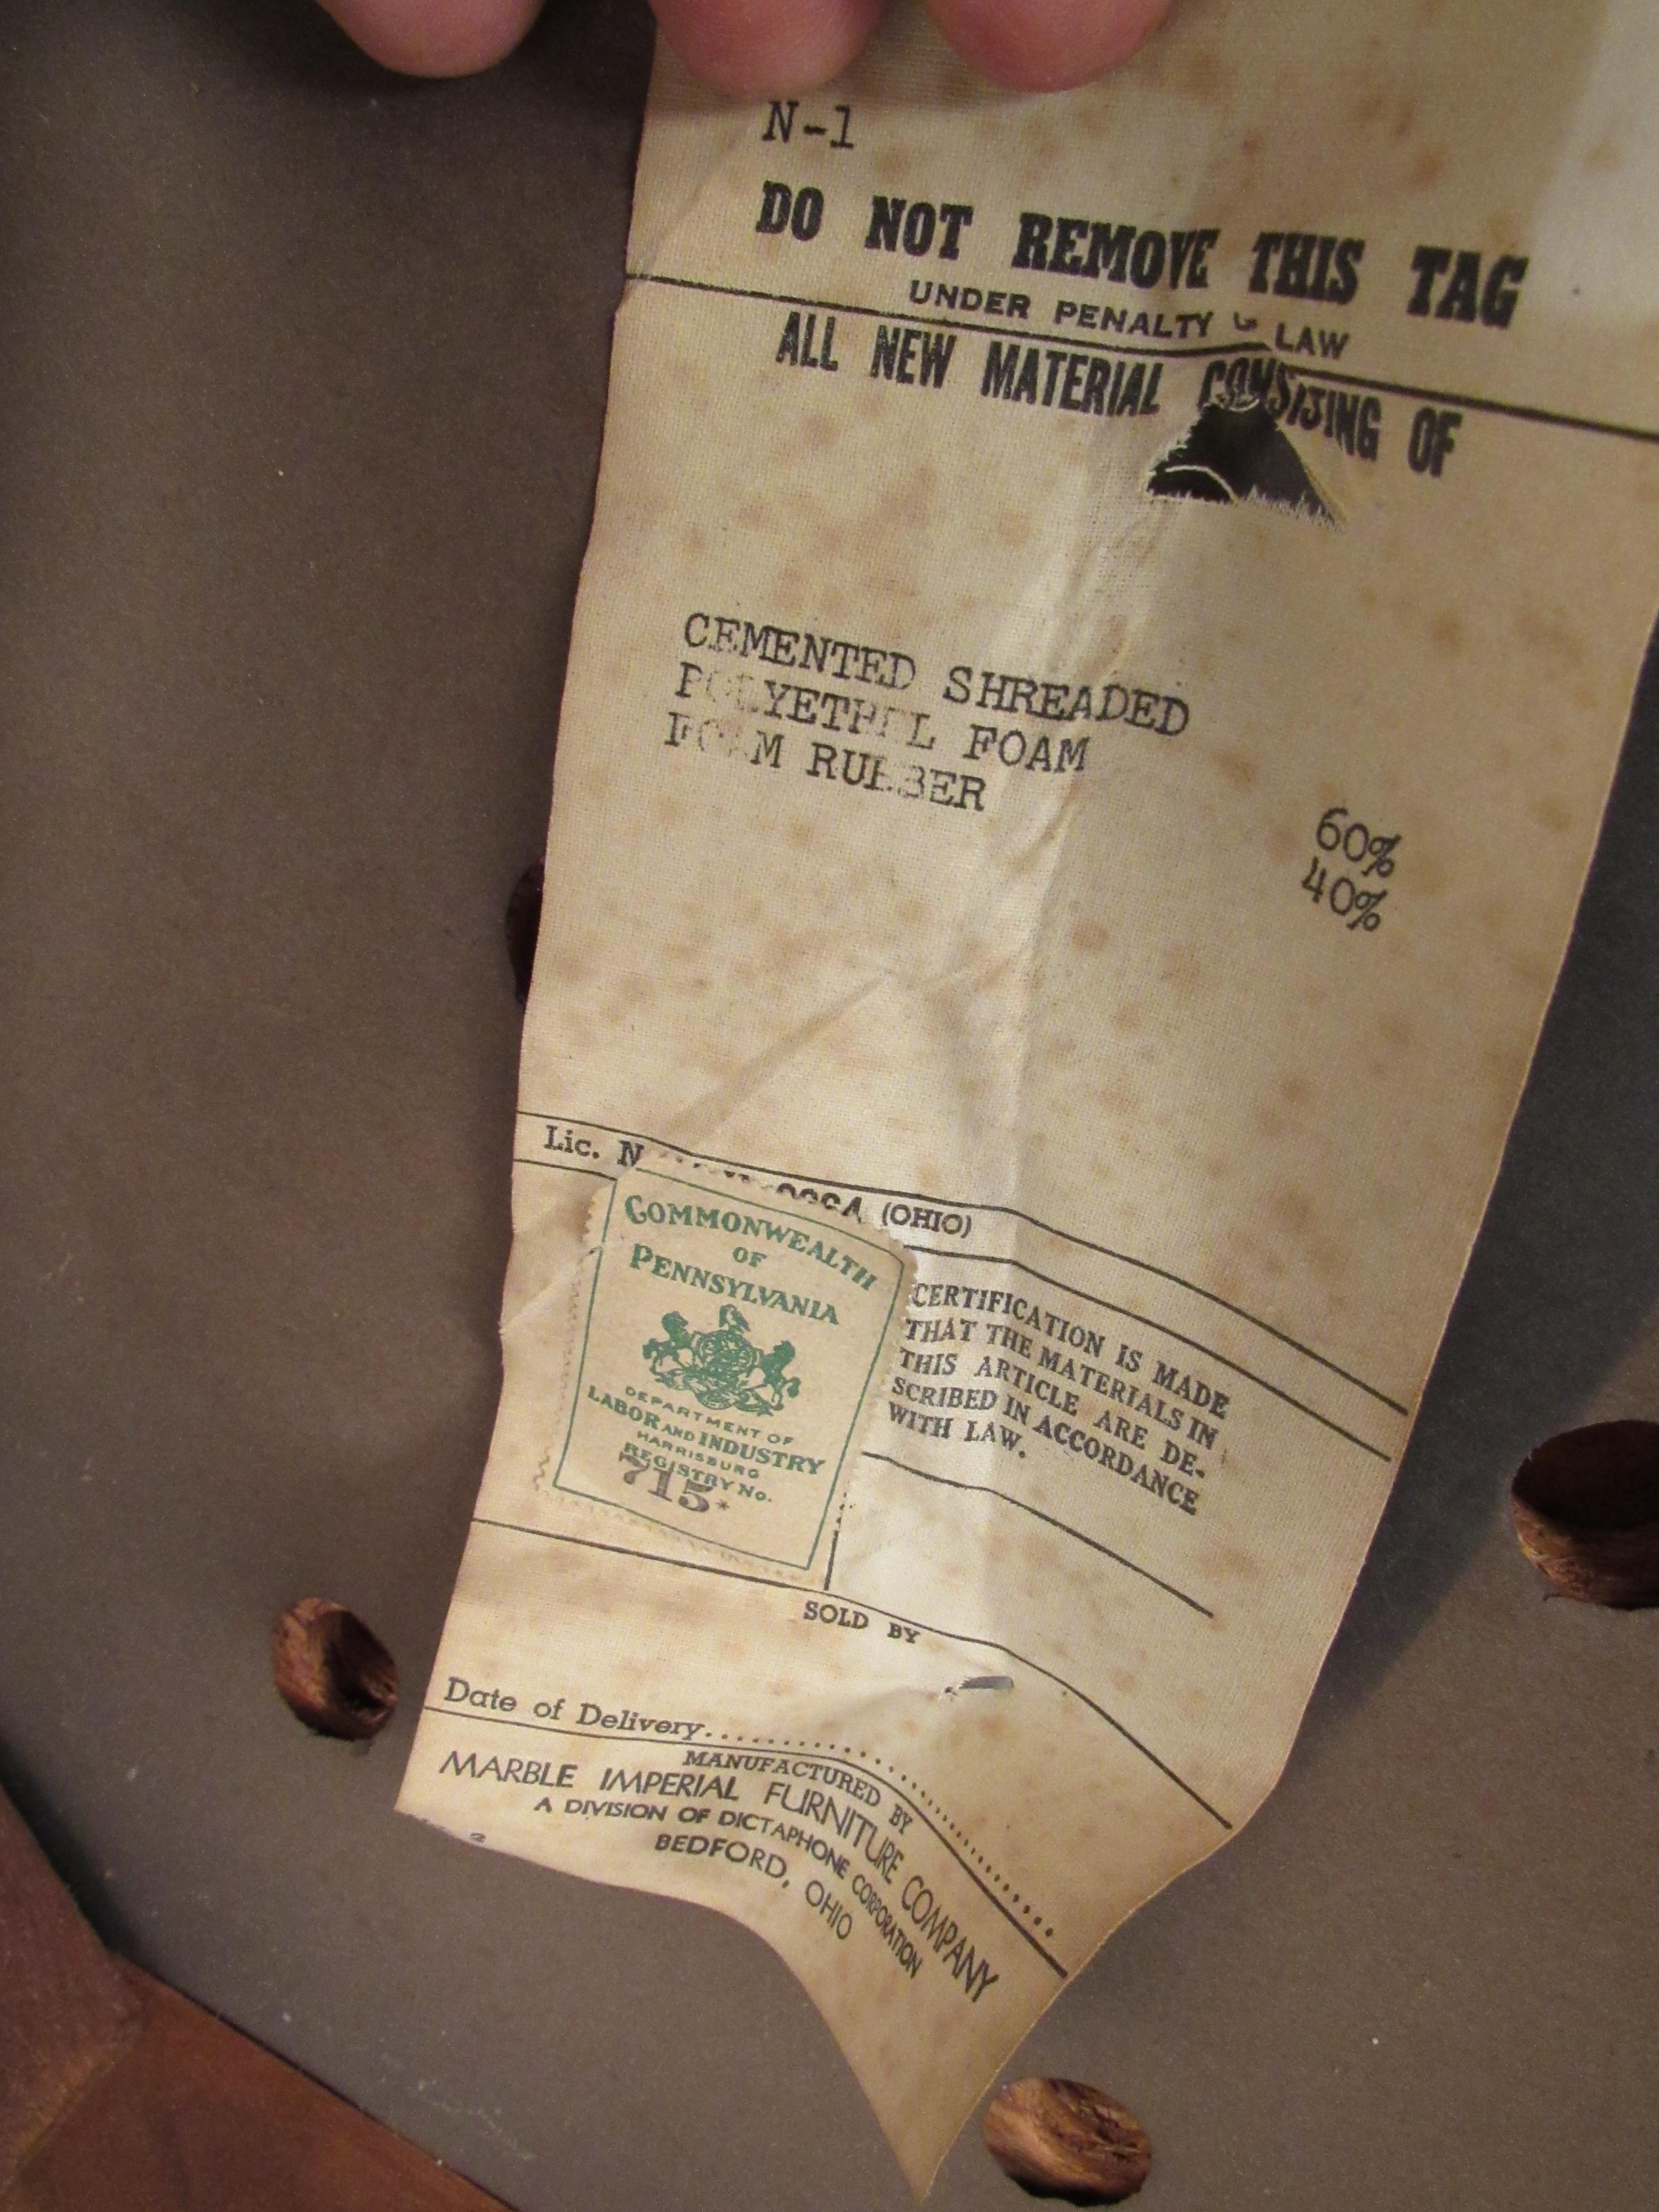 N-1
DO NOT REMOVE THIS TAG
UNDER PENALTY LAW
ALL NEW MATERIAL OF
CEMENTED SHREADED
FOAM 60%
FOAM RUBBER 40%
Lic. (OHIO)
COMMONWEALTH
OF
PENNSYLVANIA
DEPARTMENT OF
LABOR AND INDUSTRY
HARRISBURG
REGISTRY No.
715*
CERTIFICATION IS MADE
THAT THE MATERIALS IN
THIS ARTICLE ARE DE-
SCRIBED IN ACCORDANCE
WITH LAW.
SOLD BY
Date of Delivery
MANUFACTURED BY
MARBLE IMPERIAL FURNITURE COMPANY
A DIVISION OF DICTAPHONE CORPORATION
BEDFORD, OHIO